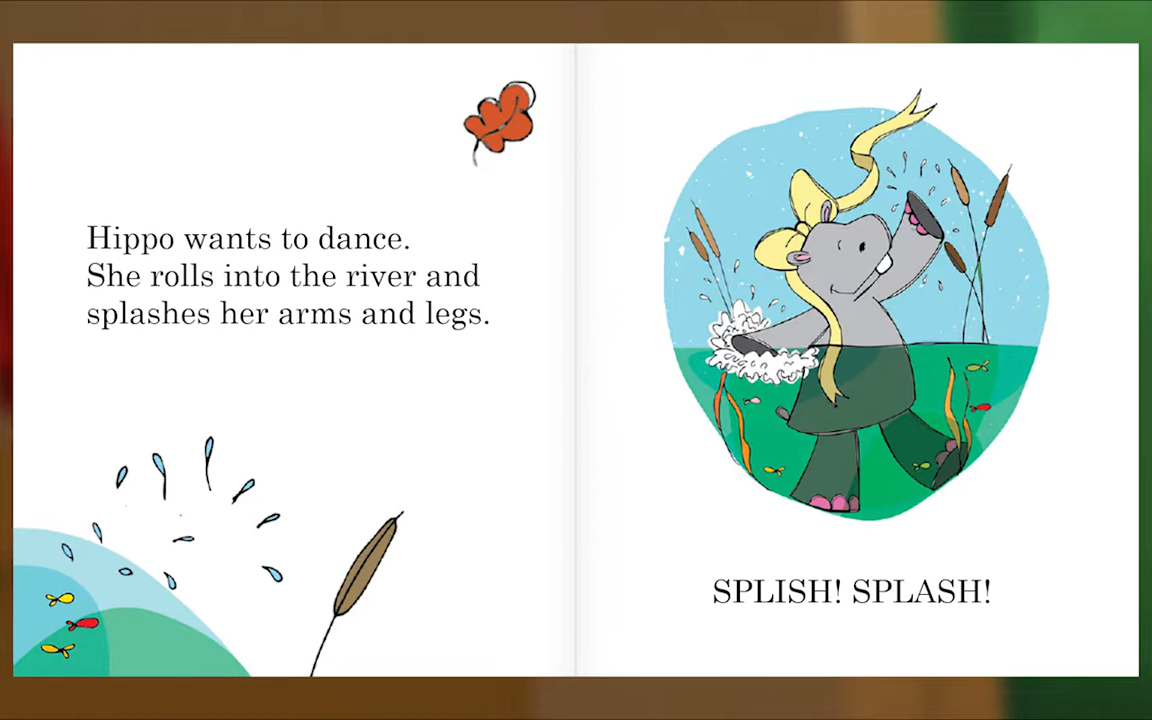 Hippo wants to dance.
She rolls into the river and
splashes her arms and legs.
SPLISH! SPLASH!